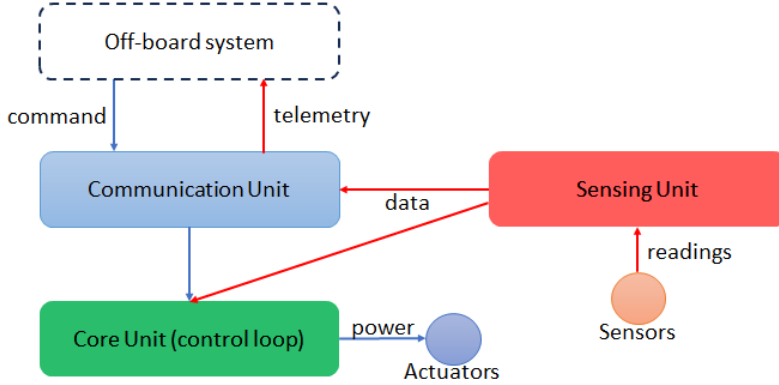 Off-board system
command
telemetry
Communication Unit
Sensing Unit
data
readings
Core Unit (control loop)
power
Sensors
Actuators